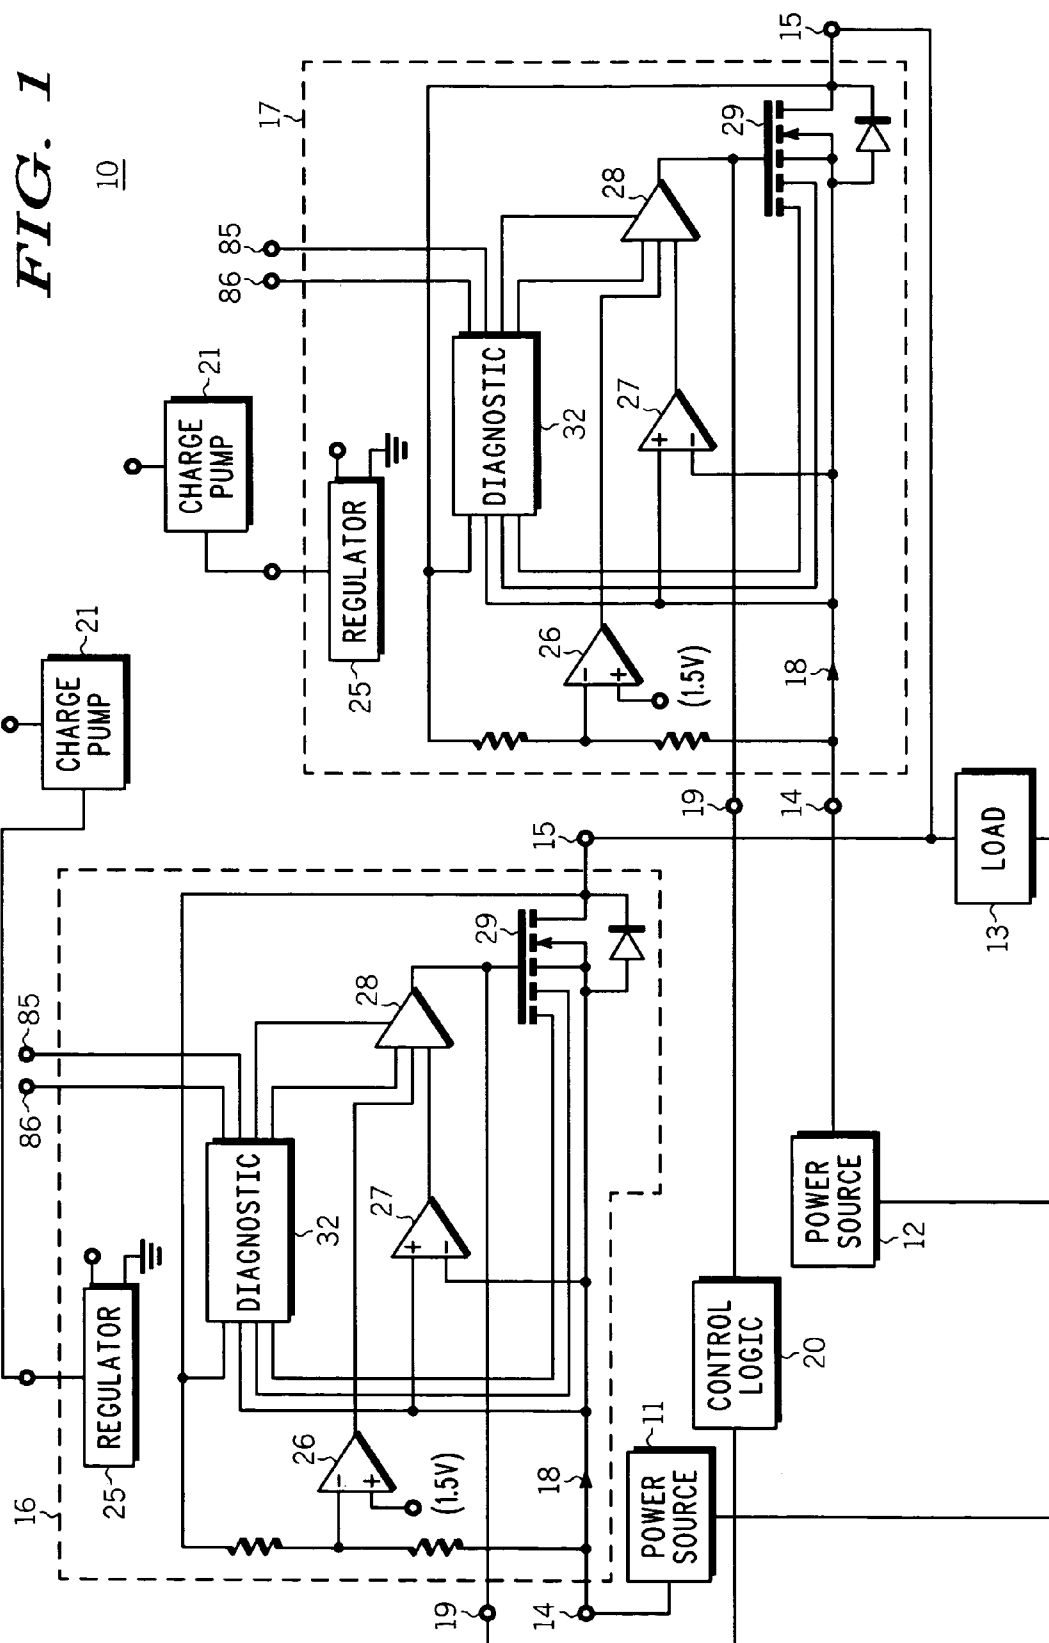 FIG. 1
10
21
CHARGE
PUMP
21
CHARGE
PUMP
16
86
85
25
REGULATOR
DIAGNOSTIC
32
26
- +
(1.5V)
27
+ -
28
29
18
19
14
15
17
86
85
25
REGULATOR
DIAGNOSTIC
32
26
- +
(1.5V)
27
+ -
28
29
18
19
14
15
11
POWER
SOURCE
CONTROL
LOGIC
20
POWER
SOURCE
12
LOAD
13